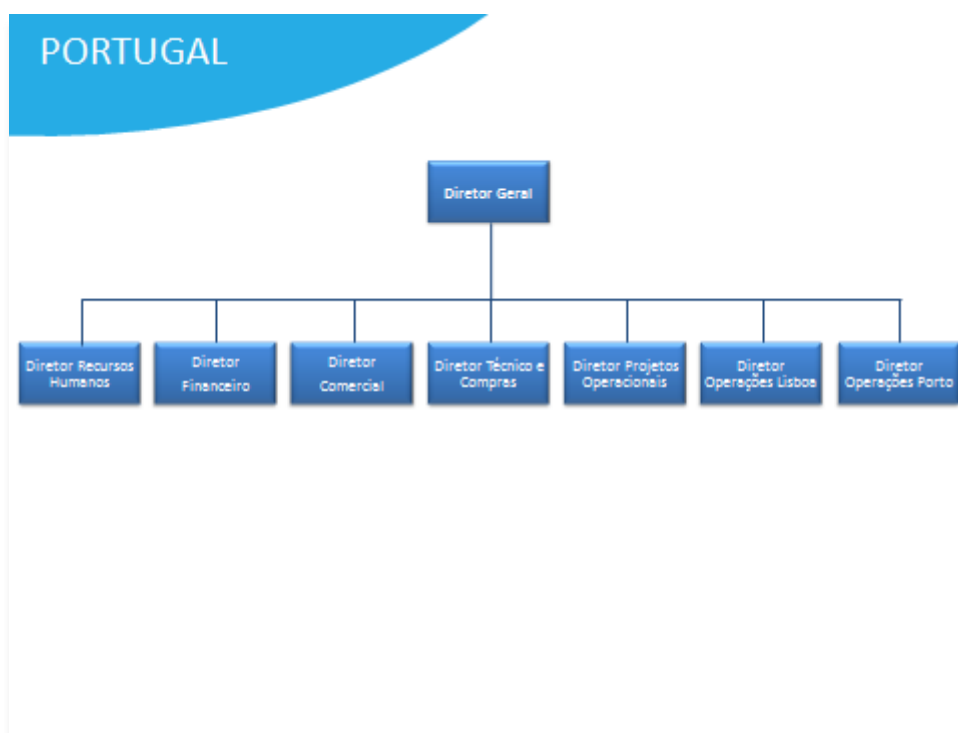 PORTUGAL
Diretor Geral
Diretor Recursos
Humanos
Diretor
Financeiro
Diretor
Comercial
Diretor Técnico e
Compras
Diretor Projetos
Operacionais
Diretor
Operações Lisboa
Diretor
Operações Porto